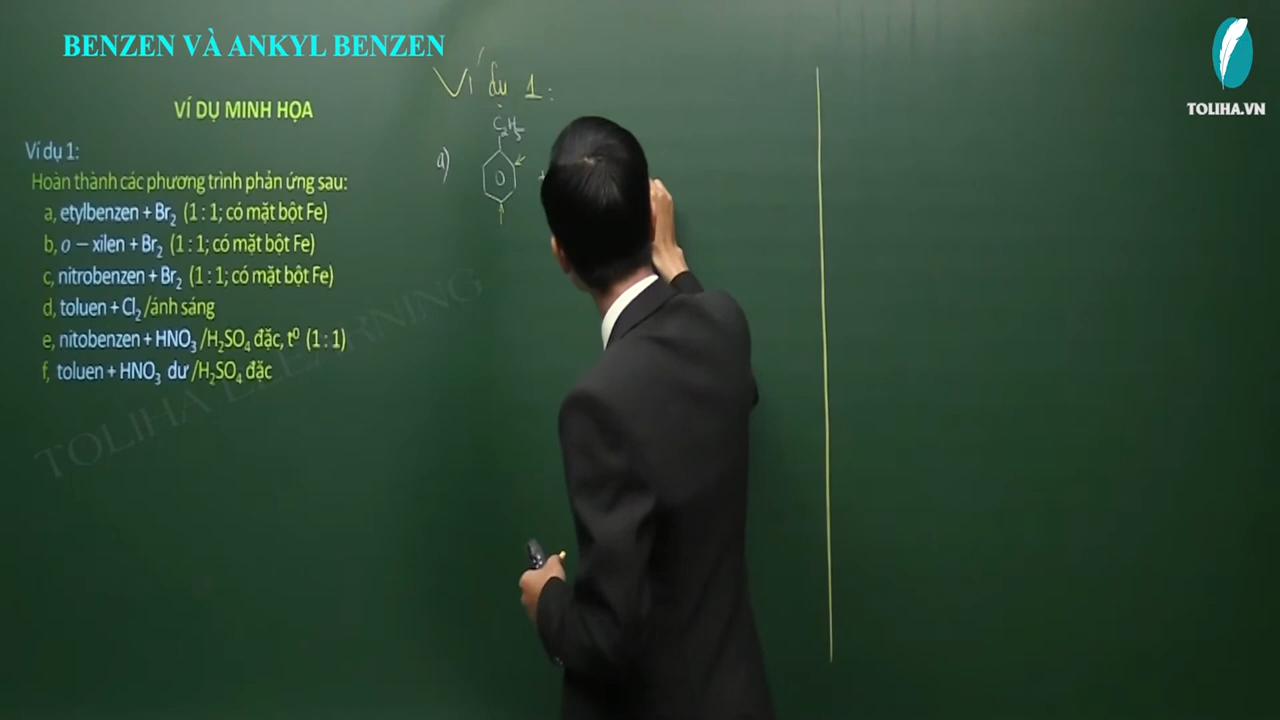 BENZEN VÀ ANKYL BENZEN
TOLIHA.VN
VÍ DỤ MINH HỌA
Ví dụ 1:
Hoàn thành các phương trình phản ứng sau:
a, etylbenzen + Br₂ (1 : 1; có mặt bột Fe)
b, o – xilen + Br₂ (1 : 1; có mặt bột Fe)
c, nitrobenzen + Br₂ (1 : 1; có mặt bột Fe)
d, toluen + Cl₂ /ánh sáng
e, nitobenzen + HNO₃ /H₂SO₄ đặc, t⁰ (1 : 1)
f, toluen + HNO₃ dư /H₂SO₄ đặc
TOLIHA ELEARNING
Ví dụ 1:
C₂H₅
a)
+